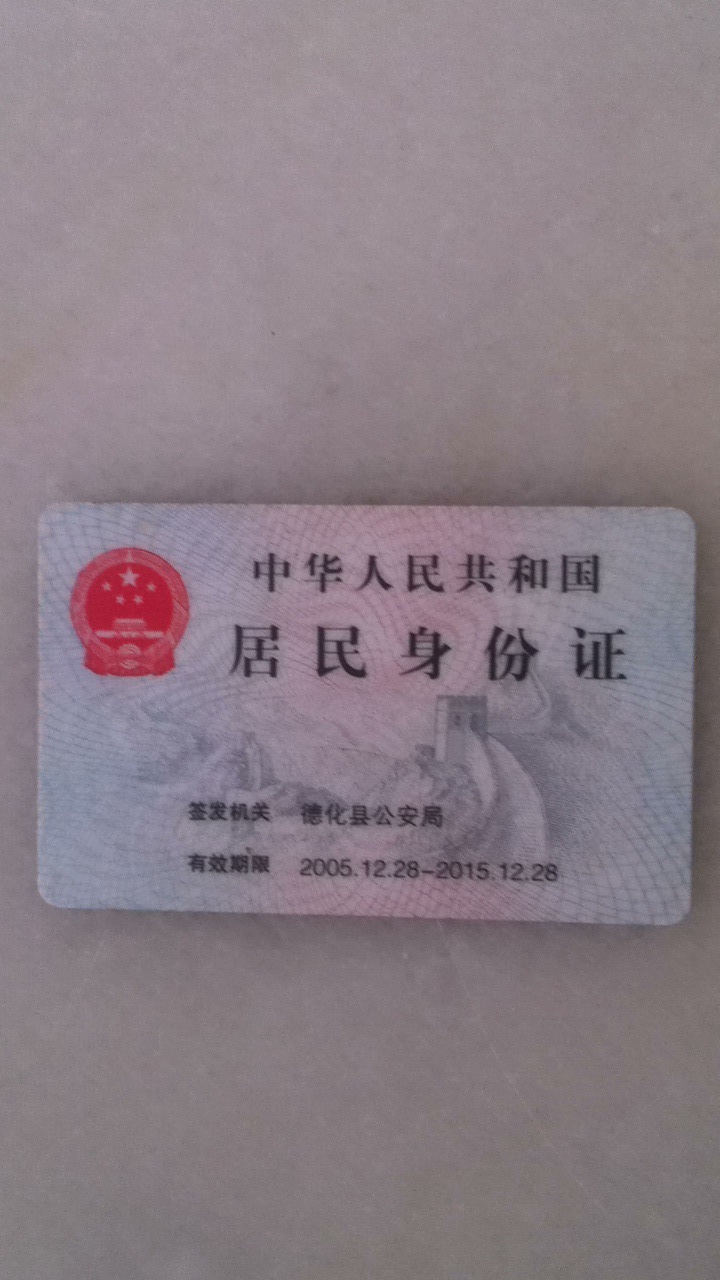 中华人民共和国
居民身份证
签发机关 德化县公安局
有效期限 2005.12.28-2015.12.28